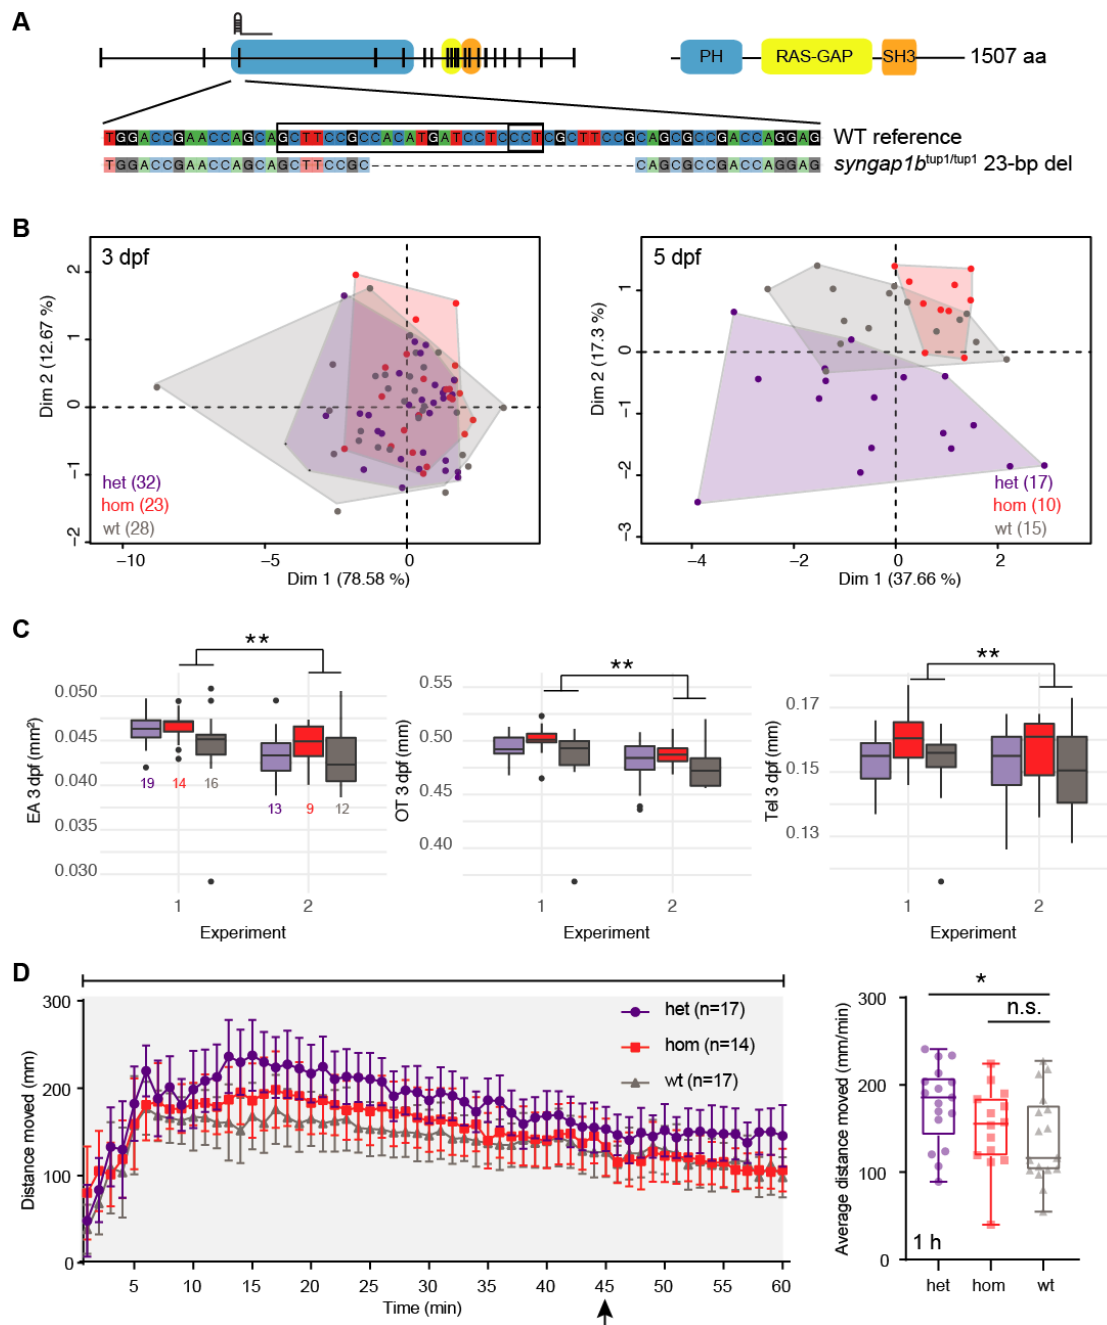 A
PH
RAS-GAP
SH3
1507 aa
TGGACCGAACCAGCAGCTTCCGCCACATGATCCTCCCTCGCTTCCGCAGCGCCGACCAGGAG
WT reference
TGGACCGAACCAGCAGCTTCCGC
CAGCGCCGACCAGGAG
syngap1b tup1/tup1 23-bp del
B
3 dpf
Dim 2 (12.67 %)
2
1
0
−1
−2
het (32)
hom (23)
wt (28)
−10
−5
0
Dim 1 (78.58 %)
5 dpf
Dim 2 (17.3 %)
1
0
−1
−2
−3
het (17)
hom (10)
wt (15)
−4
−2
0
2
Dim 1 (37.66 %)
C
**
EA 3 dpf (mm²)
0.050
0.045
0.040
0.035
0.030
19
14
16
13
9
12
1
2
Experiment
**
OT 3 dpf (mm)
0.55
0.50
0.45
0.40
1
2
Experiment
**
Tel 3 dpf (mm)
0.17
0.15
0.13
1
2
Experiment
D
Distance moved (mm)
300
200
100
0
het (n=17)
hom (n=14)
wt (n=17)
5
10
15
20
25
30
35
40
45
50
55
60
Time (min)
Average distance moved (mm/min)
300
200
100
0
*
n.s.
1 h
het
hom
wt